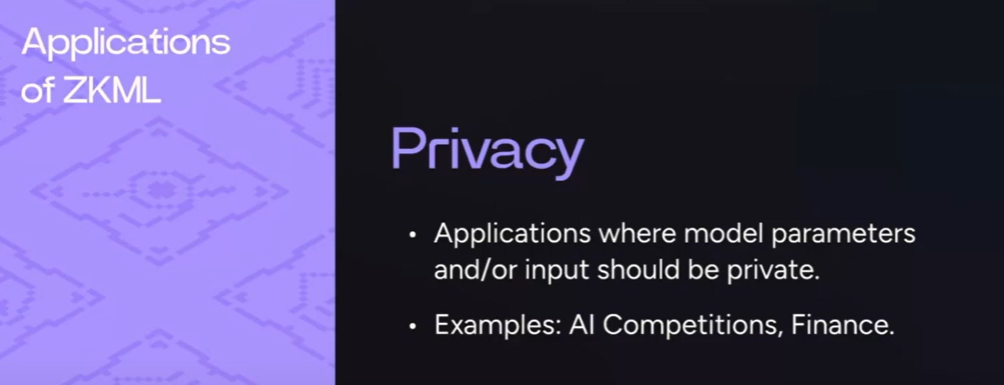 Applications
of ZKML
Privacy
• Applications where model parameters
and/or input should be private.
• Examples: AI Competitions, Finance.